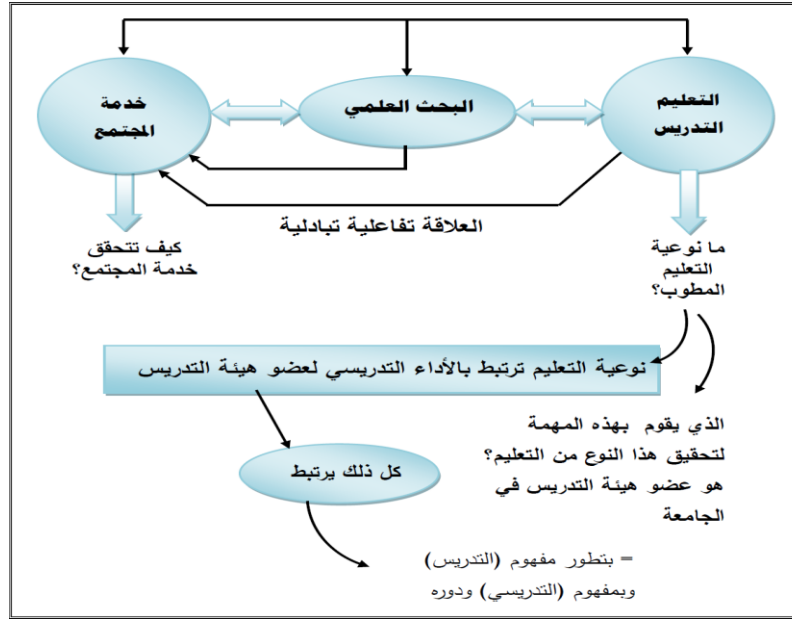 التعليم
التدريس
البحث العلمي
خدمة
المجتمع
العلاقة تفاعلية تبادلية
ما نوعية
التعليم
المطوب؟
كيف تتحقق
خدمة المجتمع؟
نوعية التعليم ترتبط بالأداء التدريسي لعضو هيئة التدريس
الذي يقوم بهذه المهمة
لتحقيق هذا النوع من التعليم؟
هو عضو هيئة التدريس في
الجامعة
كل ذلك يرتبط
= بتطور مفهوم (التدريس)
وبمفهوم (التدريسي) ودوره